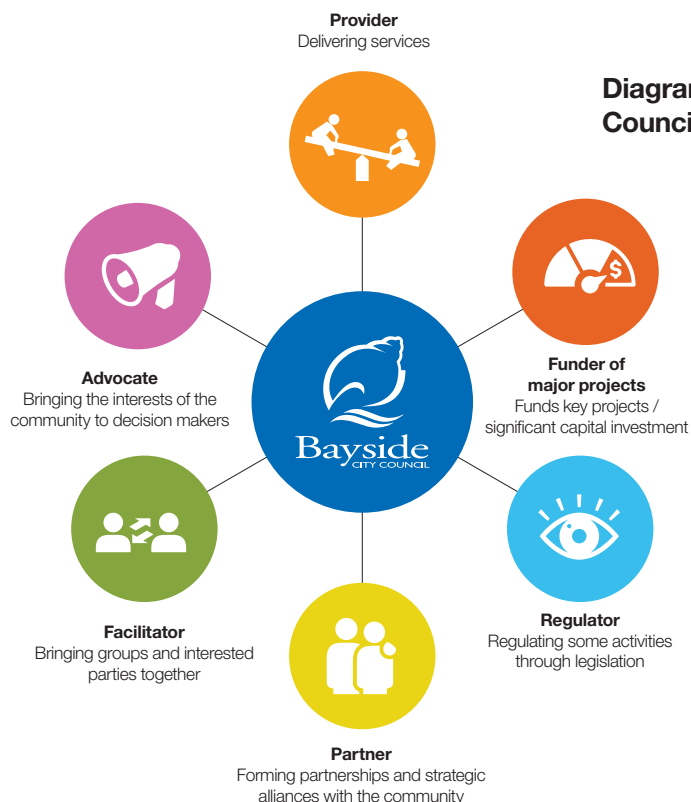 Provider
Delivering services
Diagram
Council
Advocate
Bringing the interests of the
community to decision makers
$
Funder of
major projects
Funds key projects /
significant capital investment
Bayside
CITY COUNCIL
Facilitator
Bringing groups and interested
parties together
Regulator
Regulating some activities
through legislation
Partner
Forming partnerships and strategic
alliances with the community